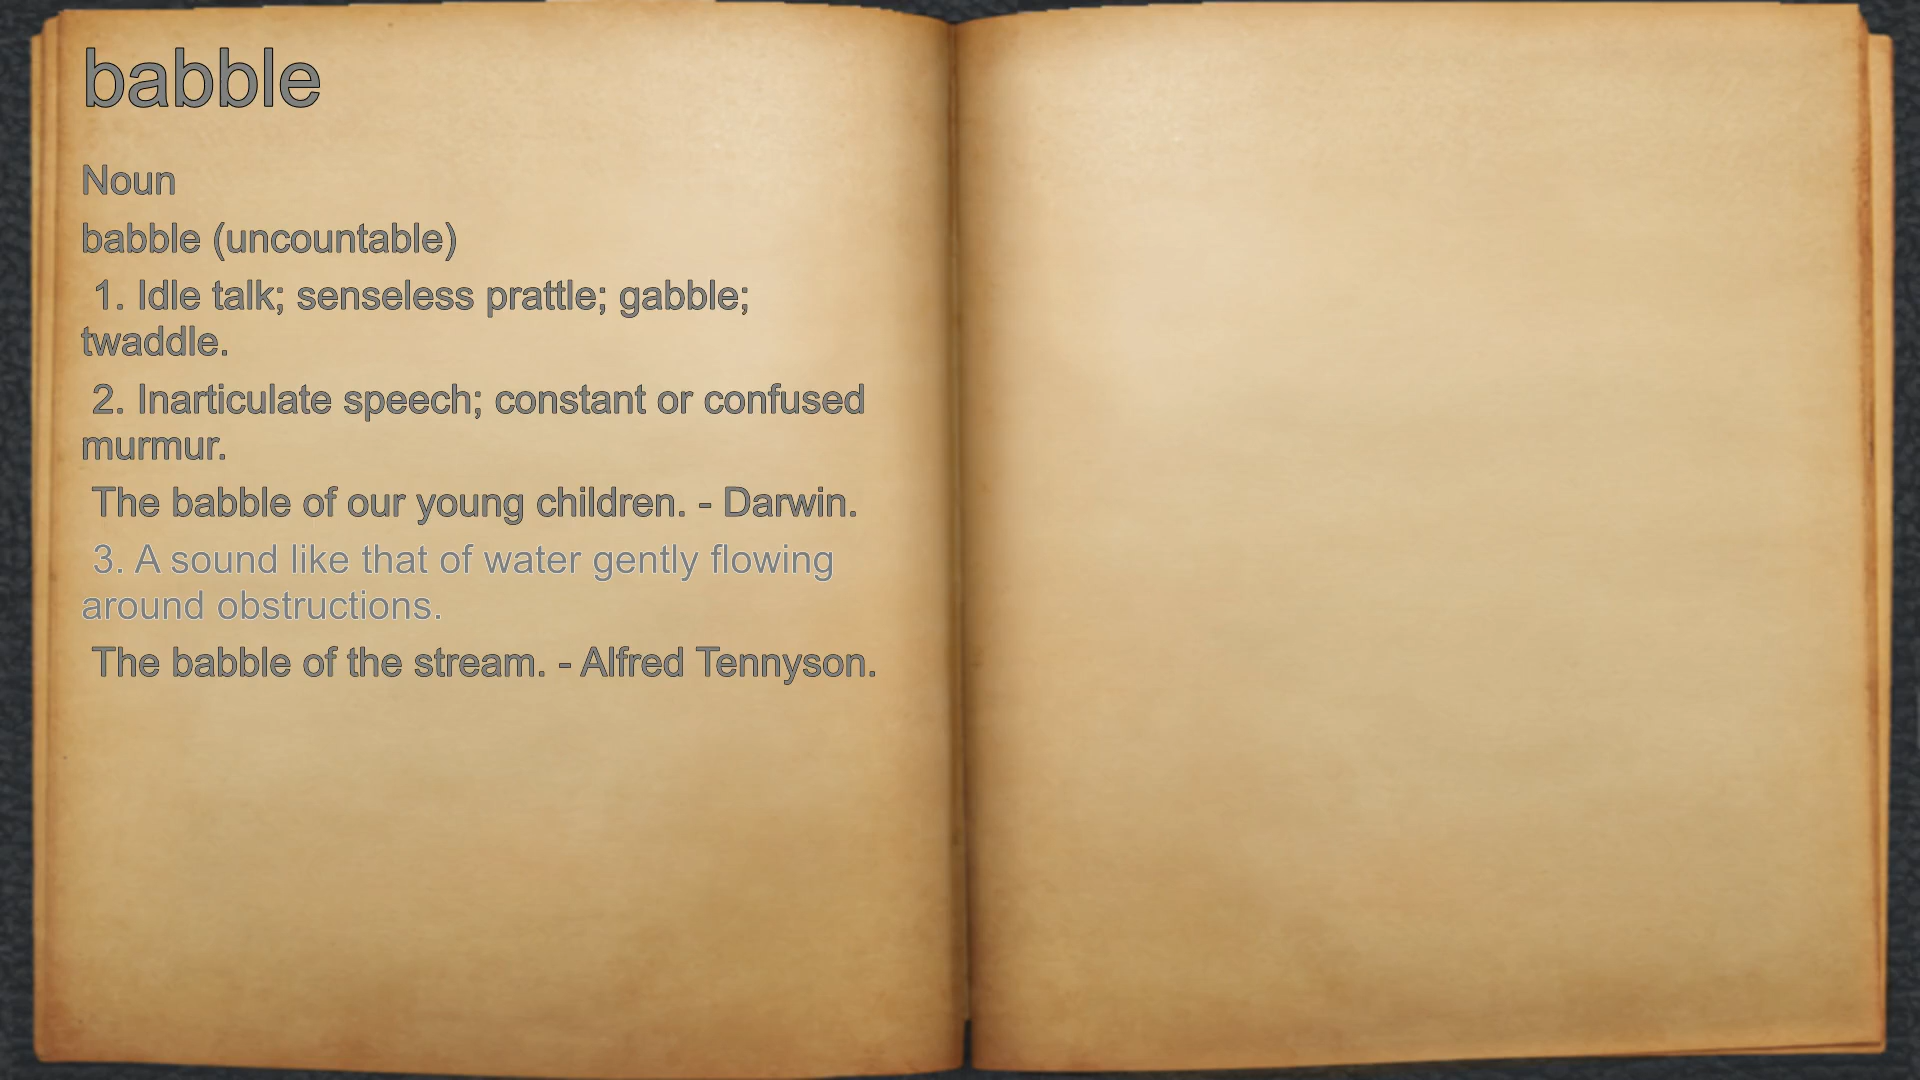 babble
Noun
babble (uncountable)
1. Idle talk; senseless prattle; gabble;
twaddle.
2. Inarticulate speech; constant or confused
murmur.
The babble of our young children. - Darwin.
3. A sound like that of water gently flowing
around obstructions.
The babble of the stream. - Alfred Tennyson.